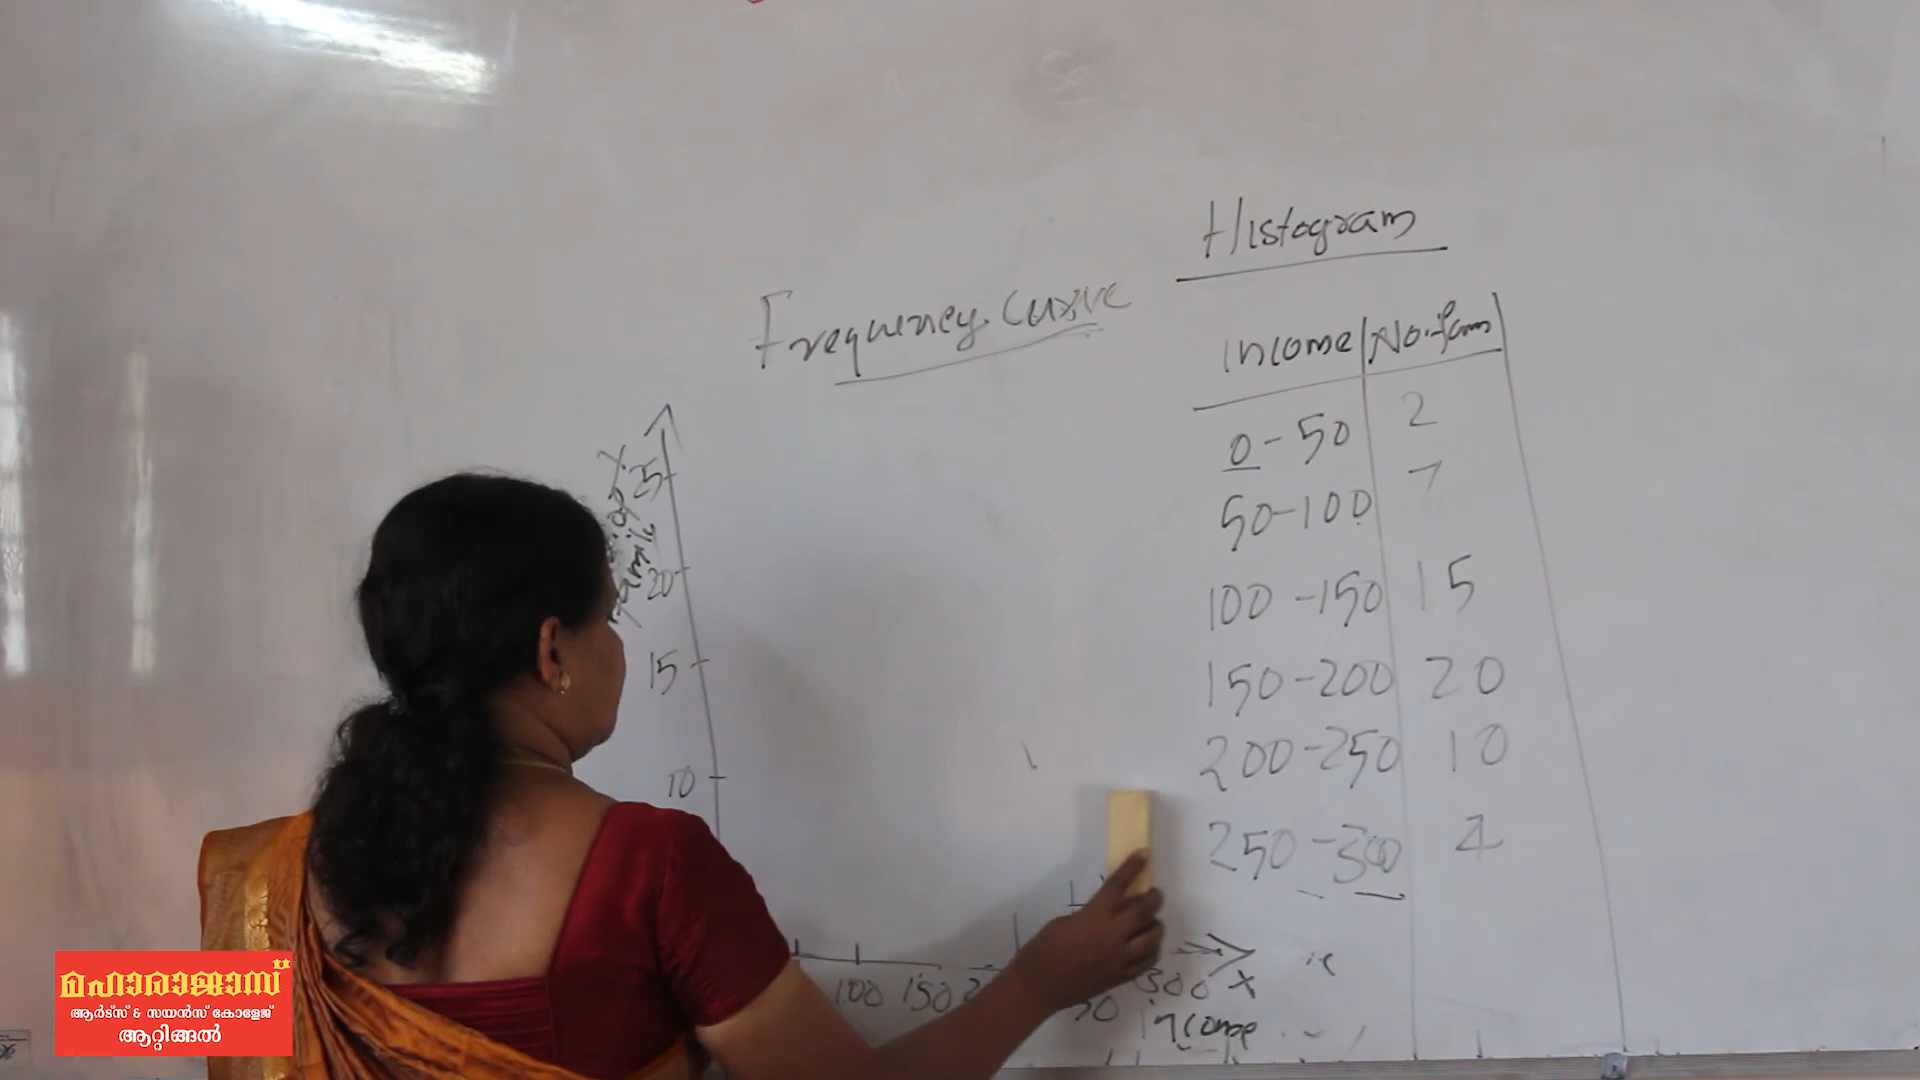 Histogram
Frequency Curve
Income No. fam
0-50 2
50-100 7
100-150 15
150-200 20
200-250 10
250-300 4
Y
25
20
15
10
100 150 300 X
Income
മഹാരാജാസ്
ആർട്സ് & സയൻസ് കോളേജ്
ആറ്റിങ്ങൽ